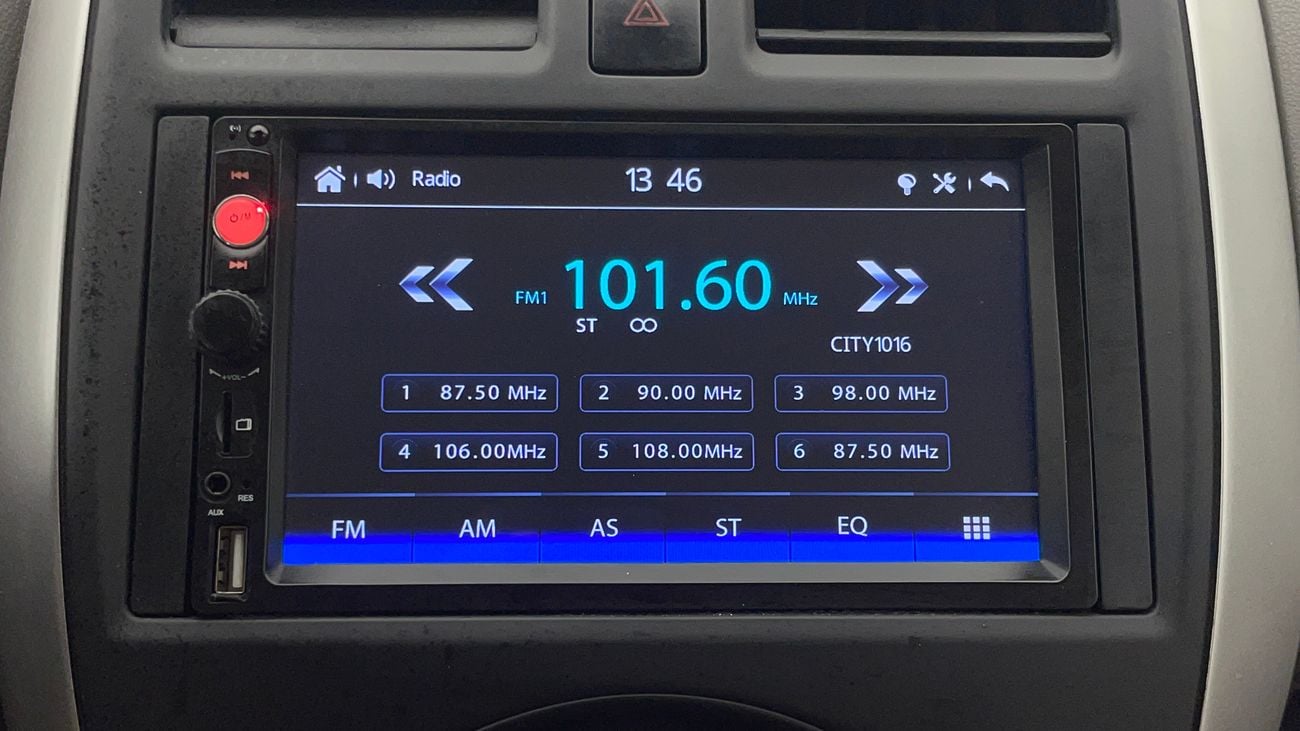 Radio 13 46
FM1 101.60 MHz
ST
CITY1016
1 87.50 MHz 2 90.00 MHz 3 98.00 MHz
4 106.00MHz 5 108.00MHz 6 87.50 MHz
FM AM AS ST EQ
/M
+VOL-
RES
AUX